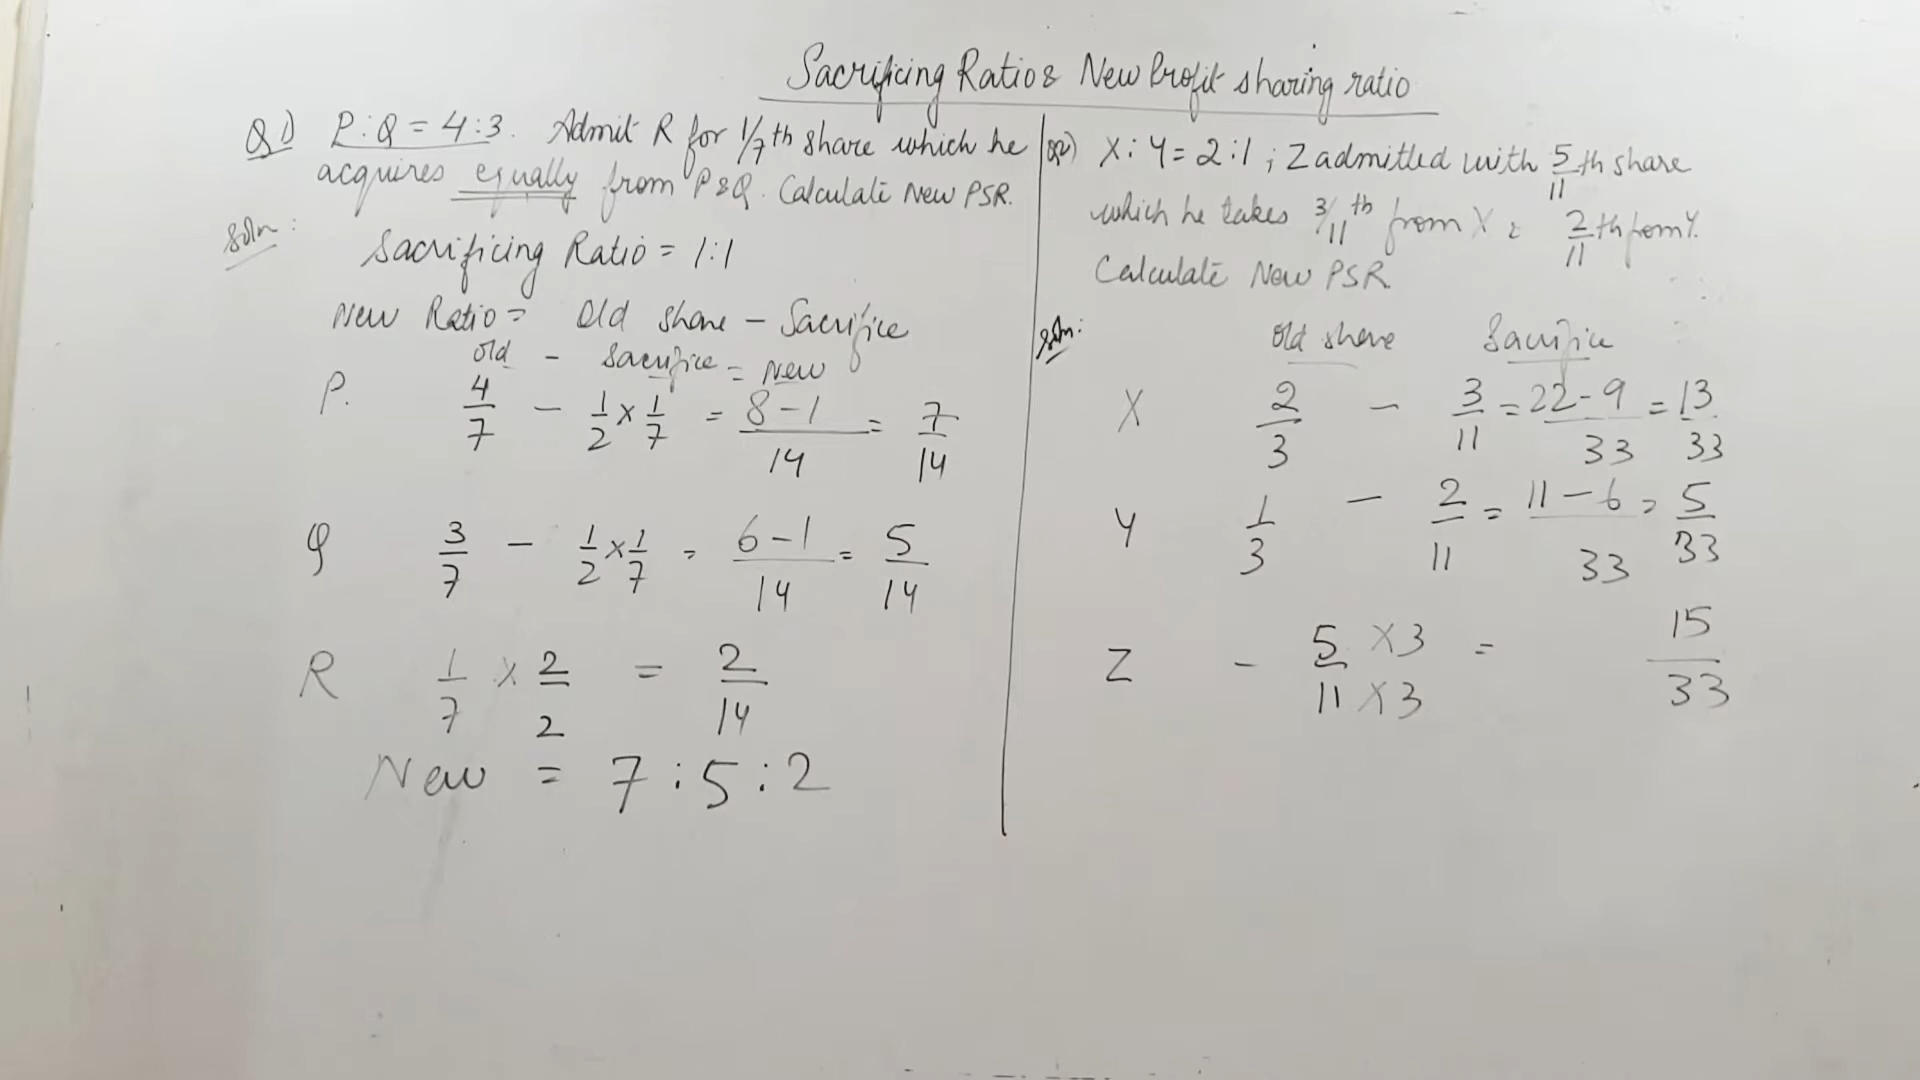 Sacrificing Ratio & New Profit sharing ratio
Q1) P:Q = 4:3. Admit R for 1/7th share which he
acquires equally from P & Q. Calculate New PSR.
Soln:
Sacrificing Ratio = 1:1
New Ratio = Old share - Sacrifice
old - sacrifice = New
P. 4/7 - 1/2 x 1/7 = 8-1/14 = 7/14
Q 3/7 - 1/2 x 1/7 = 6-1/14 = 5/14
R 1/7 x 2/2 = 2/14
New = 7:5:2
Q2) X:Y = 2:1; Z admitted with 5/11th share
which he takes 3/11th from X & 2/11th from Y.
Calculate New PSR
Soln:
Old share Sacrifice
X 2/3 - 3/11 = 22-9/33 = 13/33
Y 1/3 - 2/11 = 11-6/33 = 5/33
Z - 5x3/11x3 = 15/33